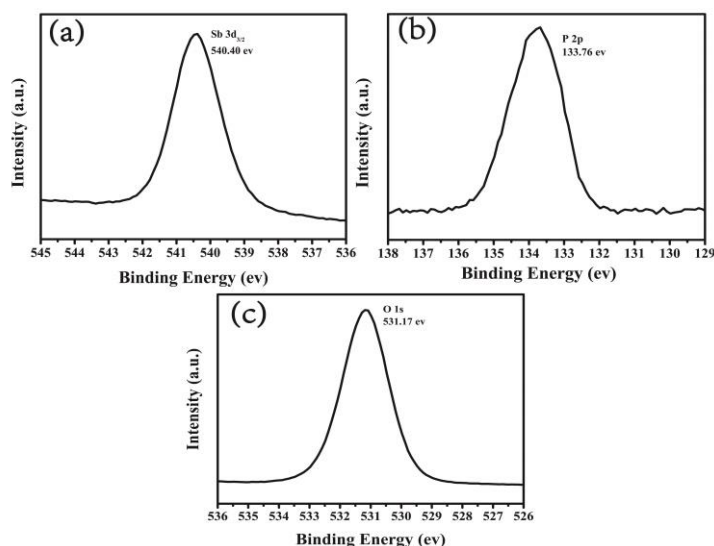 (a)
Sb 3d3/2
540.40 ev
Intensity (a.u.)
545 544 543 542 541 540 539 538 537 536
Binding Energy (ev)
(b)
P 2p
133.76 ev
Intensity (a.u.)
138 137 136 135 134 133 132 131 130 129
Binding Energy (ev)
(c)
O 1s
531.17 ev
Intensity (a.u.)
536 535 534 533 532 531 530 529 528 527 526
Binding Energy (ev)